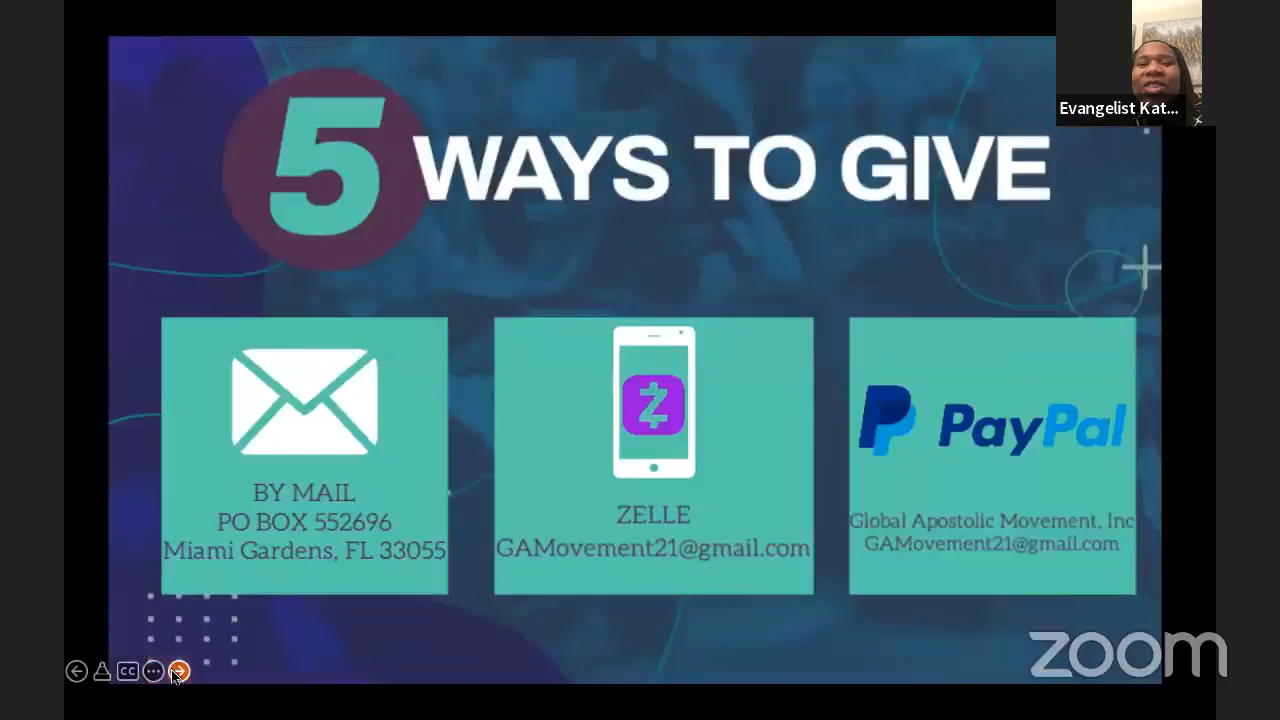 Evangelist Kat...
5 WAYS TO GIVE
PayPal
BY MAIL
PO BOX 552696
Miami Gardens, FL 33055
ZELLE
GAMovement21@gmail.com
Global Apostolic Movement, Inc
GAMovement21@gmail.com
CC
zoom